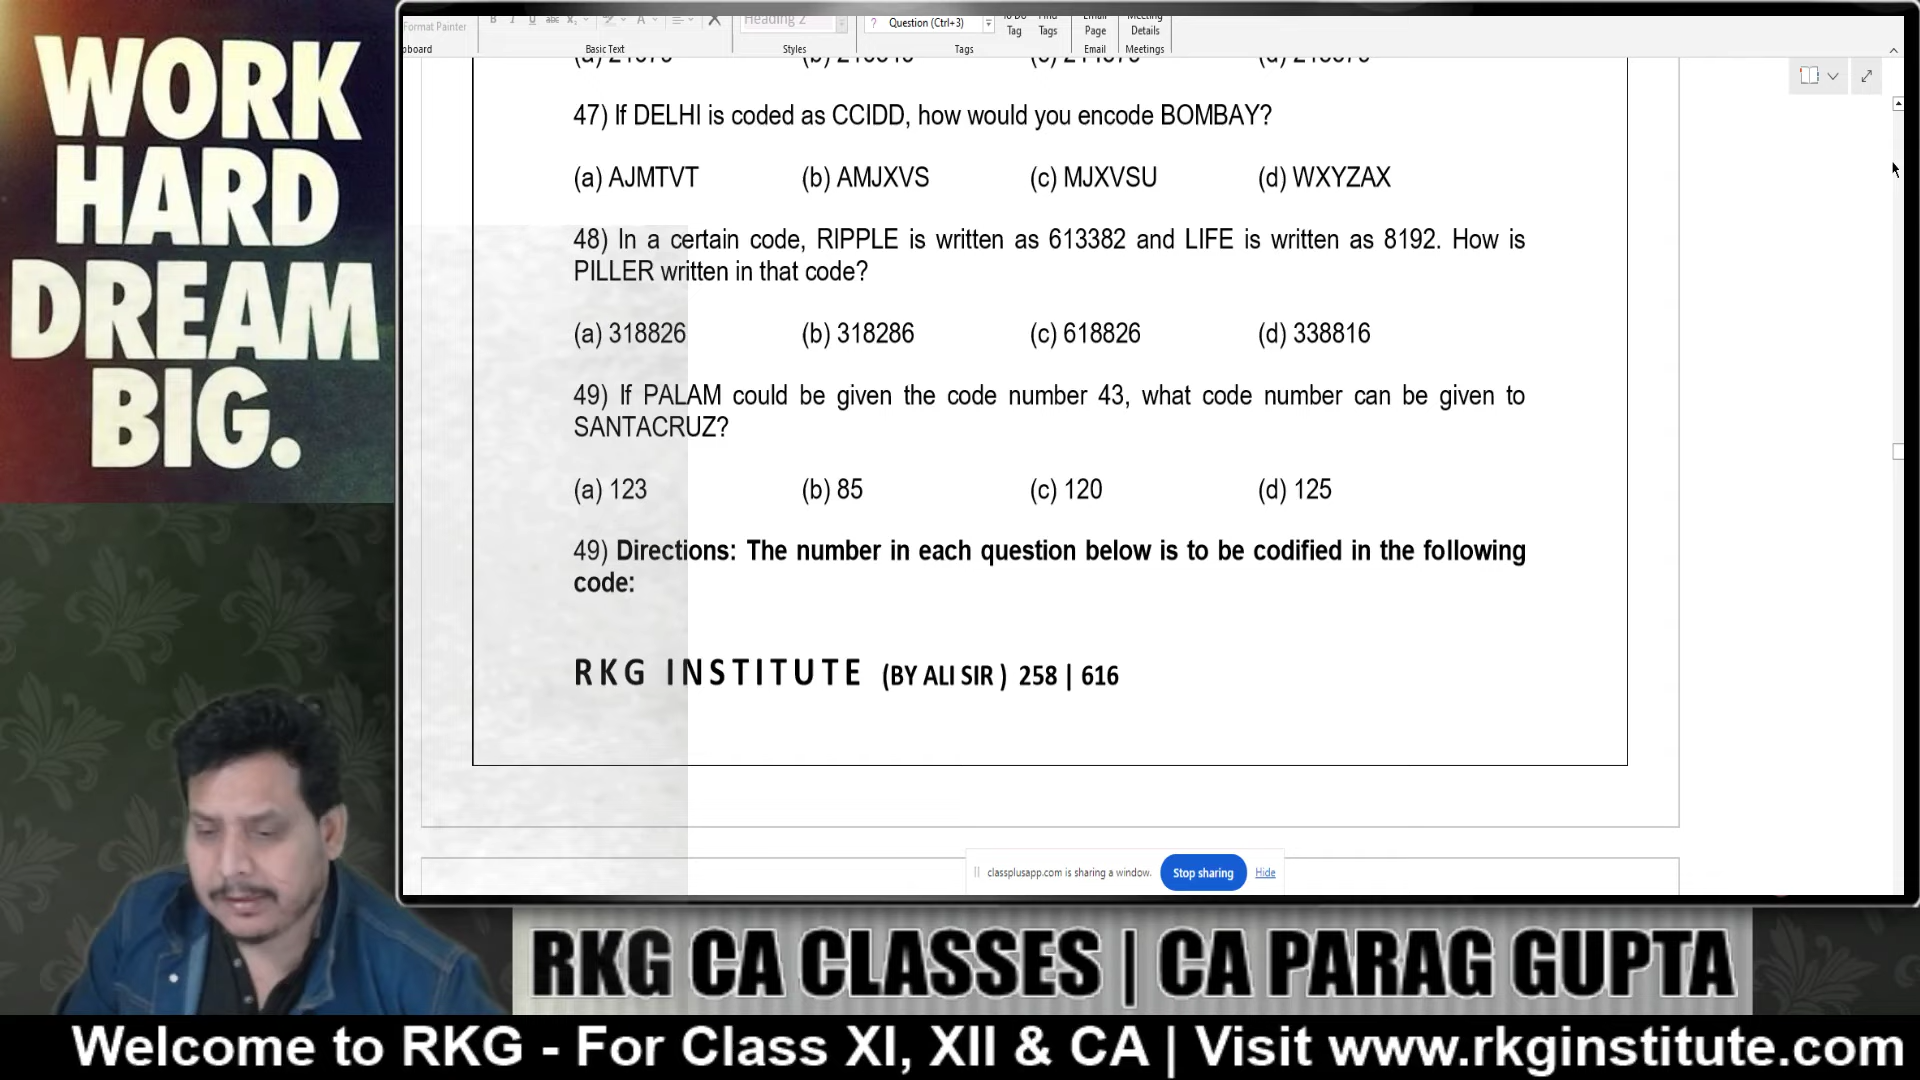 WORK
HARD
DREAM
BIG.
Format Painter
Basic Text
Heading 2
Styles
? Question (Ctrl+3)
Tag
Tags
Tags
Email
Page
Email
Meeting
Details
Meetings
47) If DELHI is coded as CCIDD, how would you encode BOMBAY?
(a) AJMTVT (b) AMJXVS (c) MJXVSU (d) WXYZAX
48) In a certain code, RIPPLE is written as 613382 and LIFE is written as 8192. How is
PILLER written in that code?
(a) 318826 (b) 318286 (c) 618826 (d) 338816
49) If PALAM could be given the code number 43, what code number can be given to
SANTACRUZ?
(a) 123 (b) 85 (c) 120 (d) 125
49) Directions: The number in each question below is to be codified in the following
code:
RKG INSTITUTE (BY ALI SIR ) 258 | 616
classplusapp.com is sharing a window. Stop sharing Hide
RKG CA CLASSES | CA PARAG GUPTA
Welcome to RKG - For Class XI, XII & CA | Visit www.rkginstitute.com